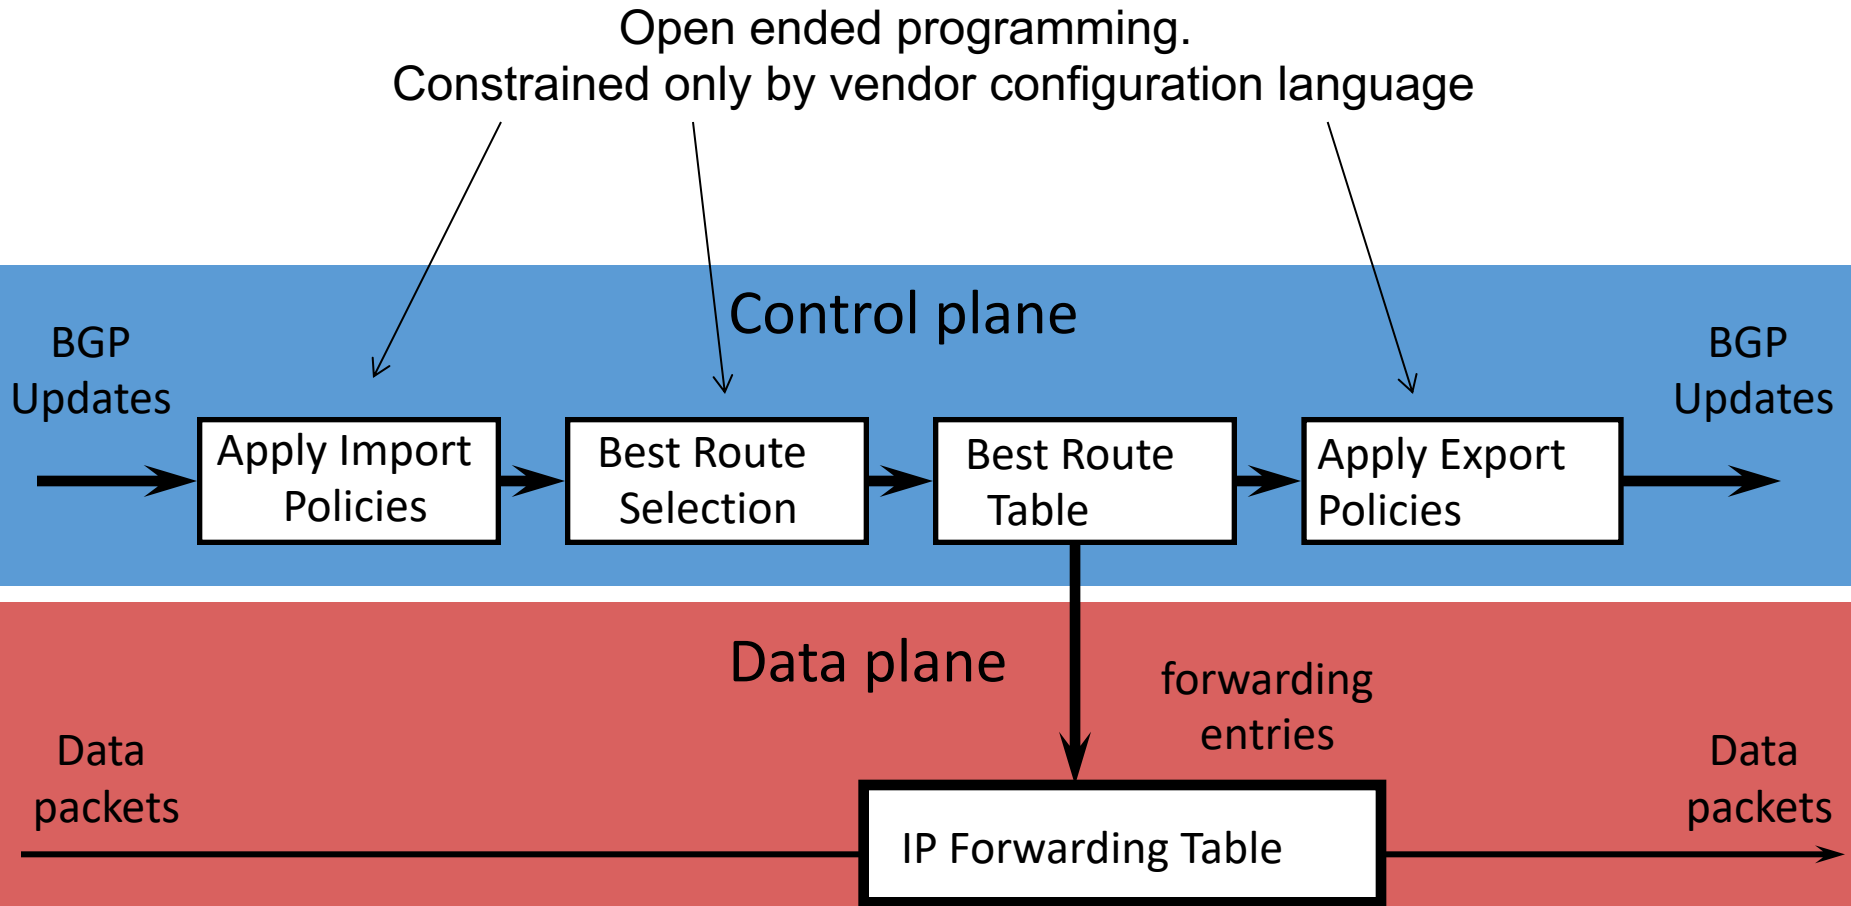 Open ended programming.
Constrained only by vendor configuration language
Control plane
BGP
Updates
BGP
Updates
Apply Import
Policies
Best Route
Selection
Best Route
Table
Apply Export
Policies
Data plane
forwarding
entries
Data
packets
Data
packets
IP Forwarding Table